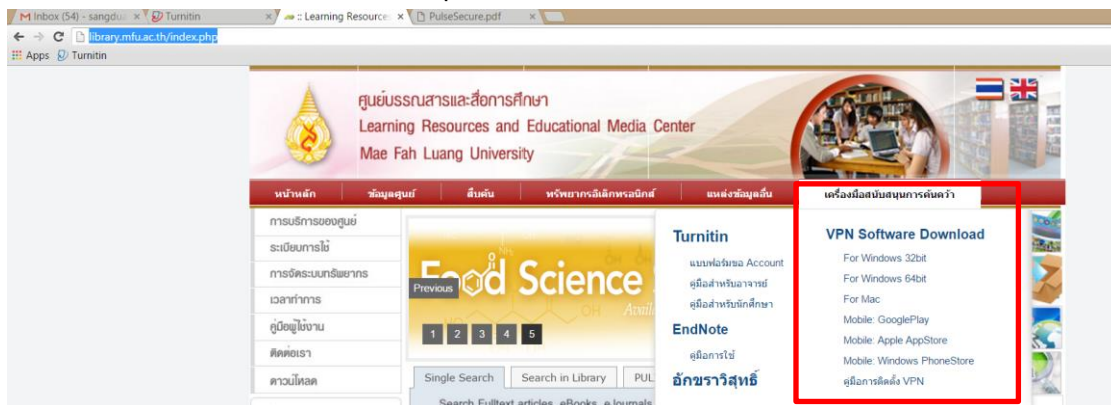 Inbox (54) - sangdua
Turnitin
:: Learning Resource
PulseSecure.pdf
library.mfu.ac.th/index.php
Apps
Turnitin
ศูนย์บรรณสารและสื่อการศึกษา
Learning Resources and Educational Media Center
Mae Fah Luang University
หน้าหลัก
ข้อมูลศูนย์
สืบค้น
ทรัพยากรอิเล็กทรอนิกส์
แหล่งข้อมูลอื่น
เครื่องมือสนับสนุนการค้นคว้า
การบริการของศูนย์
ระเบียบการใช้
การจัดระบบทรัพยากร
เวลาทำการ
คู่มือผู้ใช้งาน
ติดต่อเรา
ดาวน์โหลด
Food Science
Previous
1 2 3 4 5
Single Search
Search in Library
PUL
Search Fulltext articles, eBooks, eJournals
Turnitin
แบบฟอร์มขอ Account
คู่มือสำหรับอาจารย์
คู่มือสำหรับนักศึกษา
EndNote
คู่มือการใช้
อักขราวิสุทธิ์
VPN Software Download
For Windows 32bit
For Windows 64bit
For Mac
Mobile: GooglePlay
Mobile: Apple AppStore
Mobile: Windows PhoneStore
คู่มือการติดตั้ง VPN